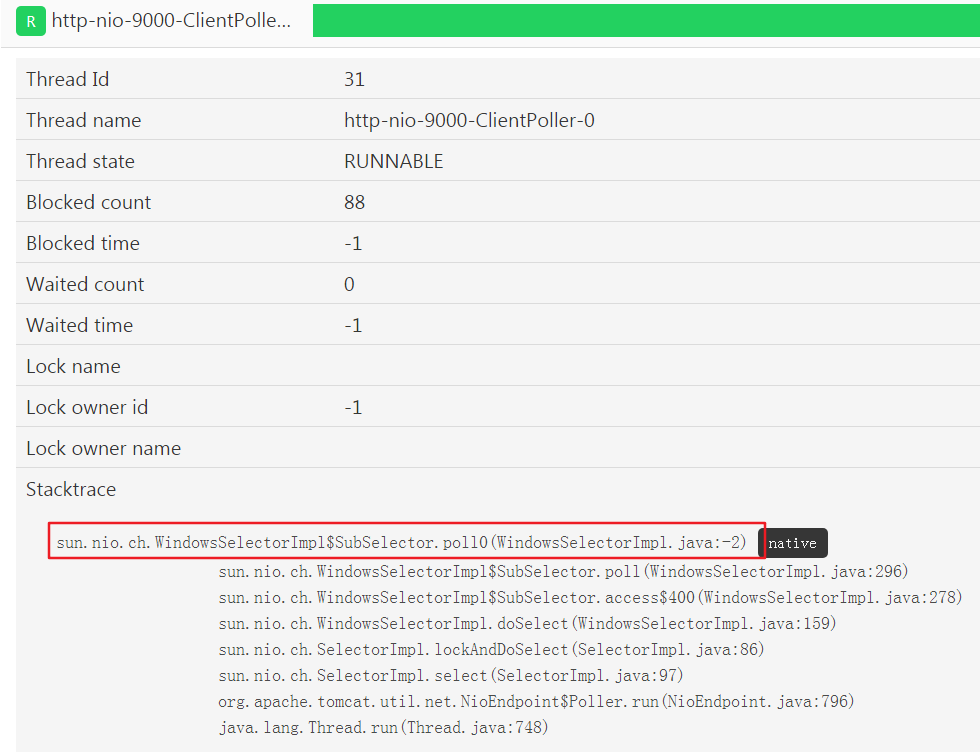 R http-nio-9000-ClientPolle...
Thread Id 31
Thread name http-nio-9000-ClientPoller-0
Thread state RUNNABLE
Blocked count 88
Blocked time -1
Waited count 0
Waited time -1
Lock name
Lock owner id -1
Lock owner name
Stacktrace
sun.nio.ch.WindowsSelectorImpl$SubSelector.poll0(WindowsSelectorImpl.java:-2) native
sun.nio.ch.WindowsSelectorImpl$SubSelector.poll(WindowsSelectorImpl.java:296)
sun.nio.ch.WindowsSelectorImpl$SubSelector.access$400(WindowsSelectorImpl.java:278)
sun.nio.ch.WindowsSelectorImpl.doSelect(WindowsSelectorImpl.java:159)
sun.nio.ch.SelectorImpl.lockAndDoSelect(SelectorImpl.java:86)
sun.nio.ch.SelectorImpl.select(SelectorImpl.java:97)
org.apache.tomcat.util.net.NioEndpoint$Poller.run(NioEndpoint.java:796)
java.lang.Thread.run(Thread.java:748)